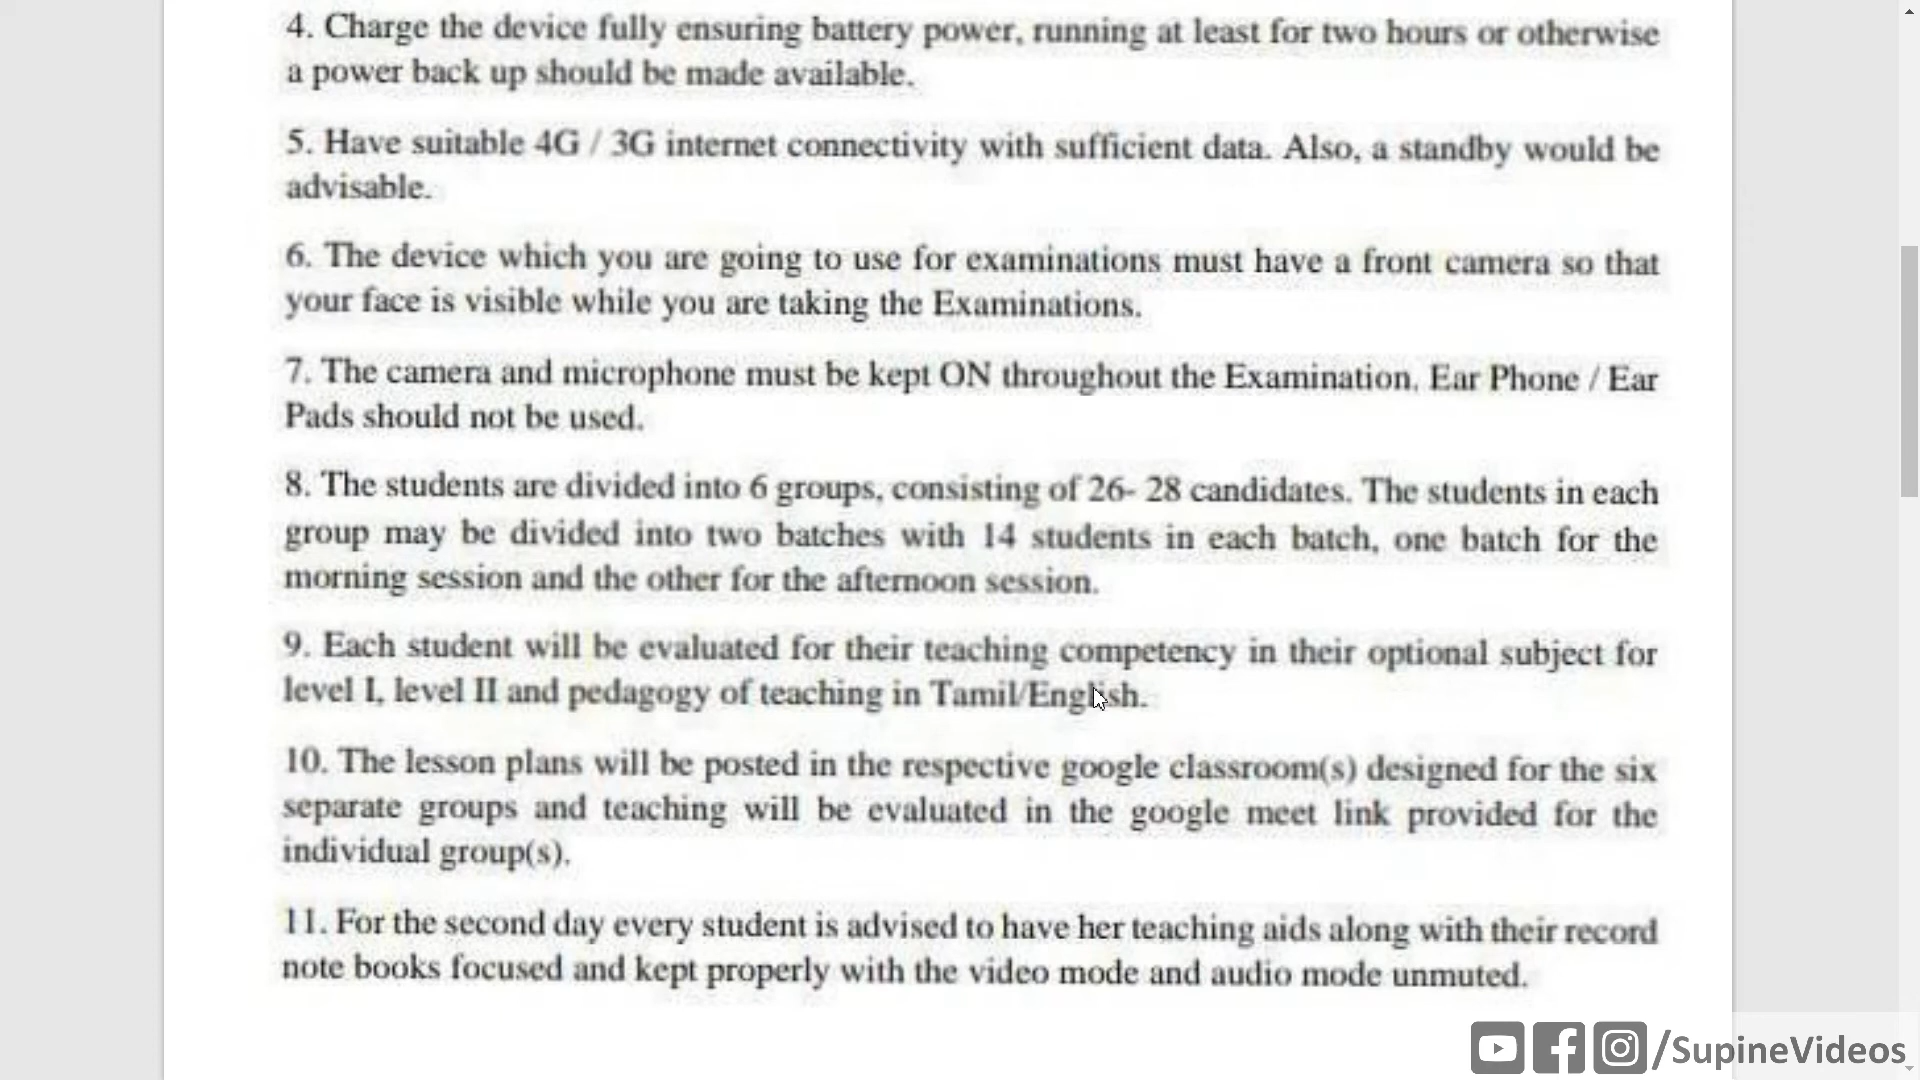 4. Charge the device fully ensuring battery power, running at least for two hours or otherwise
a power back up should be made available.
5. Have suitable 4G / 3G internet connectivity with sufficient data. Also, a standby would be
advisable.
6. The device which you are going to use for examinations must have a front camera so that
your face is visible while you are taking the Examinations.
7. The camera and microphone must be kept ON throughout the Examination. Ear Phone / Ear
Pads should not be used.
8. The students are divided into 6 groups, consisting of 26- 28 candidates. The students in each
group may be divided into two batches with 14 students in each batch, one batch for the
morning session and the other for the afternoon session.
9. Each student will be evaluated for their teaching competency in their optional subject for
level I, level II and pedagogy of teaching in Tamil/English.
10. The lesson plans will be posted in the respective google classroom(s) designed for the six
separate groups and teaching will be evaluated in the google meet link provided for the
individual group(s).
11. For the second day every student is advised to have her teaching aids along with their record
note books focused and kept properly with the video mode and audio mode unmuted.
/SupineVideos